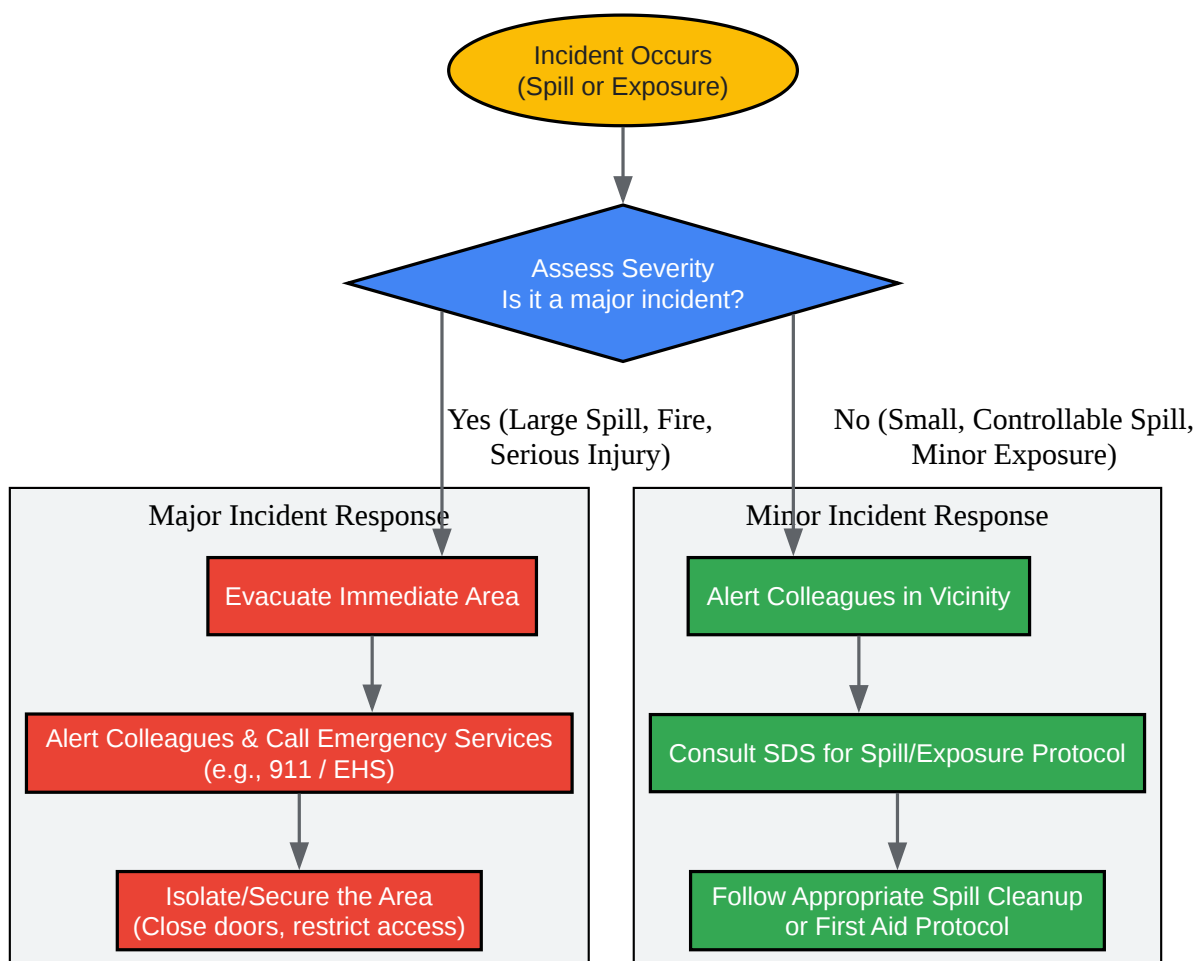 Incident Occurs
(Spill or Exposure)
Assess Severity
Is it a major incident?
Yes (Large Spill, Fire,
Serious Injury)
No (Small, Controllable Spill,
Minor Exposure)
Major Incident Response
Evacuate Immediate Area
Alert Colleagues & Call Emergency Services
(e.g., 911 / EHS)
Isolate/Secure the Area
(Close doors, restrict access)
Minor Incident Response
Alert Colleagues in Vicinity
Consult SDS for Spill/Exposure Protocol
Follow Appropriate Spill Cleanup
or First Aid Protocol